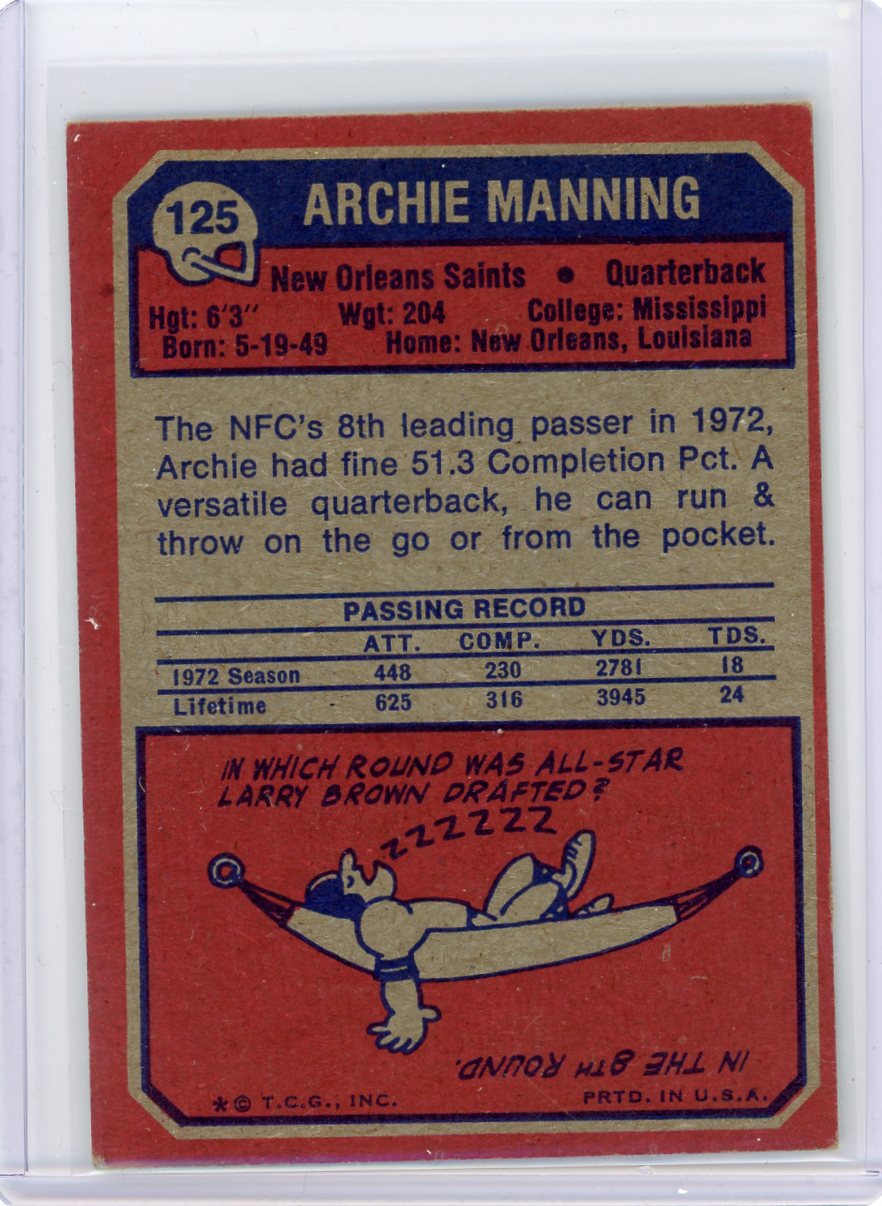 125
ARCHIE MANNING
New Orleans Saints • Quarterback
Hgt: 6'3" Wgt: 204 College: Mississippi
Born: 5-19-49 Home: New Orleans, Louisiana
The NFC's 8th leading passer in 1972,
Archie had fine 51.3 Completion Pct. A
versatile quarterback, he can run &
throw on the go or from the pocket.
PASSING RECORD
ATT. COMP. YDS. TDS.
1972 Season 448 230 2781 18
Lifetime 625 316 3945 24
IN WHICH ROUND WAS ALL-STAR
LARRY BROWN DRAFTED?
ZZZZZZZ
IN THE 8TH ROUND.
*© T.C.G., INC. PRTD. IN U.S.A.